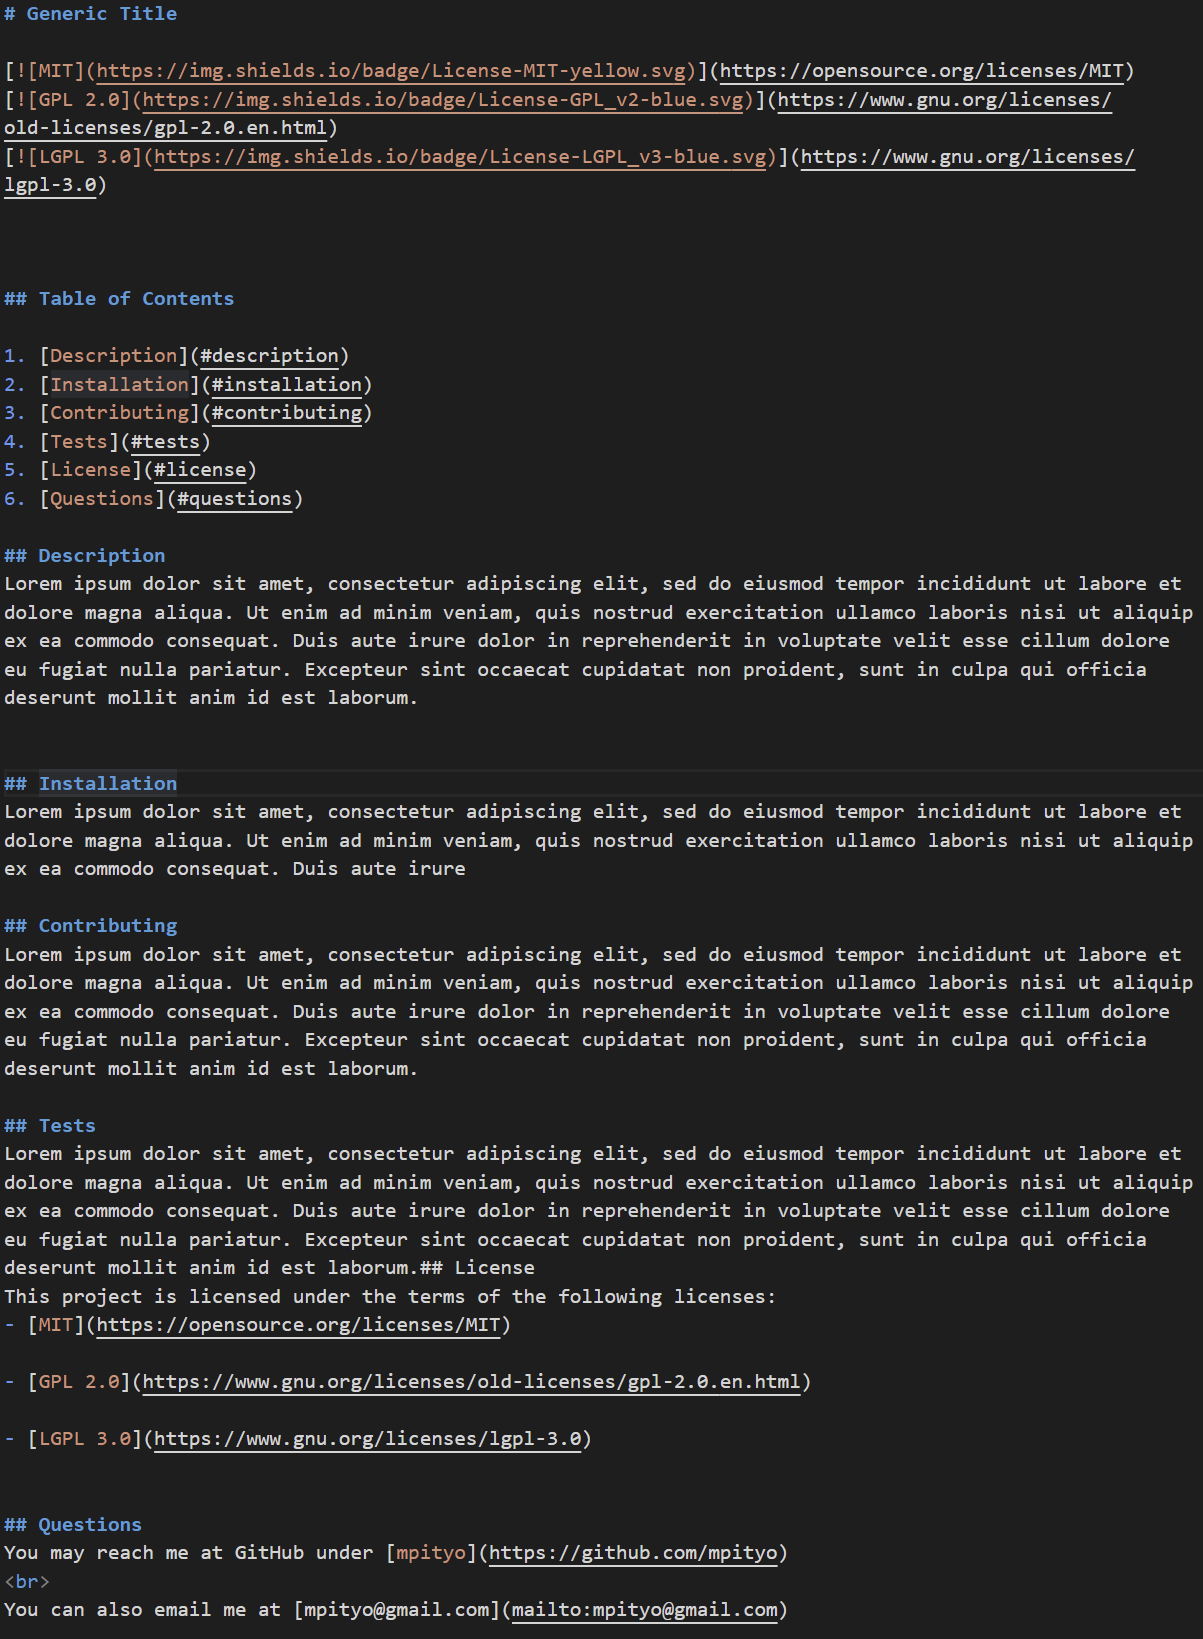 # Generic Title
[![MIT](https://img.shields.io/badge/License-MIT-yellow.svg)](https://opensource.org/licenses/MIT)
[![GPL 2.0](https://img.shields.io/badge/License-GPL_v2-blue.svg)](https://www.gnu.org/licenses/
old-licenses/gpl-2.0.en.html)
[![LGPL 3.0](https://img.shields.io/badge/License-LGPL_v3-blue.svg)](https://www.gnu.org/licenses/
lgpl-3.0)
## Table of Contents
1. [Description](#description)
2. [Installation](#installation)
3. [Contributing](#contributing)
4. [Tests](#tests)
5. [License](#license)
6. [Questions](#questions)
## Description
Lorem ipsum dolor sit amet, consectetur adipiscing elit, sed do eiusmod tempor incididunt ut labore et
dolore magna aliqua. Ut enim ad minim veniam, quis nostrud exercitation ullamco laboris nisi ut aliquip
ex ea commodo consequat. Duis aute irure dolor in reprehenderit in voluptate velit esse cillum dolore
eu fugiat nulla pariatur. Excepteur sint occaecat cupidatat non proident, sunt in culpa qui officia
deserunt mollit anim id est laborum.
## Installation
Lorem ipsum dolor sit amet, consectetur adipiscing elit, sed do eiusmod tempor incididunt ut labore et
dolore magna aliqua. Ut enim ad minim veniam, quis nostrud exercitation ullamco laboris nisi ut aliquip
ex ea commodo consequat. Duis aute irure
## Contributing
Lorem ipsum dolor sit amet, consectetur adipiscing elit, sed do eiusmod tempor incididunt ut labore et
dolore magna aliqua. Ut enim ad minim veniam, quis nostrud exercitation ullamco laboris nisi ut aliquip
ex ea commodo consequat. Duis aute irure dolor in reprehenderit in voluptate velit esse cillum dolore
eu fugiat nulla pariatur. Excepteur sint occaecat cupidatat non proident, sunt in culpa qui officia
deserunt mollit anim id est laborum.
## Tests
Lorem ipsum dolor sit amet, consectetur adipiscing elit, sed do eiusmod tempor incididunt ut labore et
dolore magna aliqua. Ut enim ad minim veniam, quis nostrud exercitation ullamco laboris nisi ut aliquip
ex ea commodo consequat. Duis aute irure dolor in reprehenderit in voluptate velit esse cillum dolore
eu fugiat nulla pariatur. Excepteur sint occaecat cupidatat non proident, sunt in culpa qui officia
deserunt mollit anim id est laborum.## License
This project is licensed under the terms of the following licenses:
- [MIT](https://opensource.org/licenses/MIT)
- [GPL 2.0](https://www.gnu.org/licenses/old-licenses/gpl-2.0.en.html)
- [LGPL 3.0](https://www.gnu.org/licenses/lgpl-3.0)
## Questions
You may reach me at GitHub under [mpityo](https://github.com/mpityo)
<br>
You can also email me at [mpityo@gmail.com](mailto:mpityo@gmail.com)